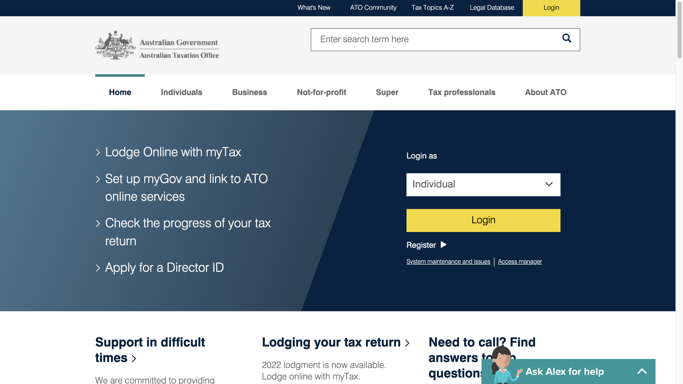 What's New ATO Community Tax Topics A-Z Legal Database Login
Australian Government
Australian Taxation Office
Enter search term here
Home Individuals Business Not-for-profit Super Tax professionals About ATO
Lodge Online with myTax
Set up myGov and link to ATO
online services
Check the progress of your tax
return
Apply for a Director ID
Login as
Individual
Login
Register
System maintenance and issues Access manager
Support in difficult
times
We are committed to providing
Lodging your tax return
2022 lodgment is now available.
Lodge online with myTax.
Need to call? Find
answers to
question
Ask Alex for help